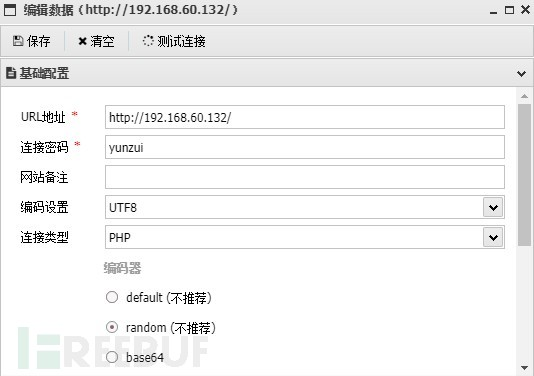 编辑数据（http://192.168.60.132/）
保存 清空 测试连接
基础配置
URL地址 * http://192.168.60.132/
连接密码 * yunzui
网站备注
编码设置 UTF8
连接类型 PHP
编码器
default (不推荐)
random (不推荐)
base64
FREEBUF